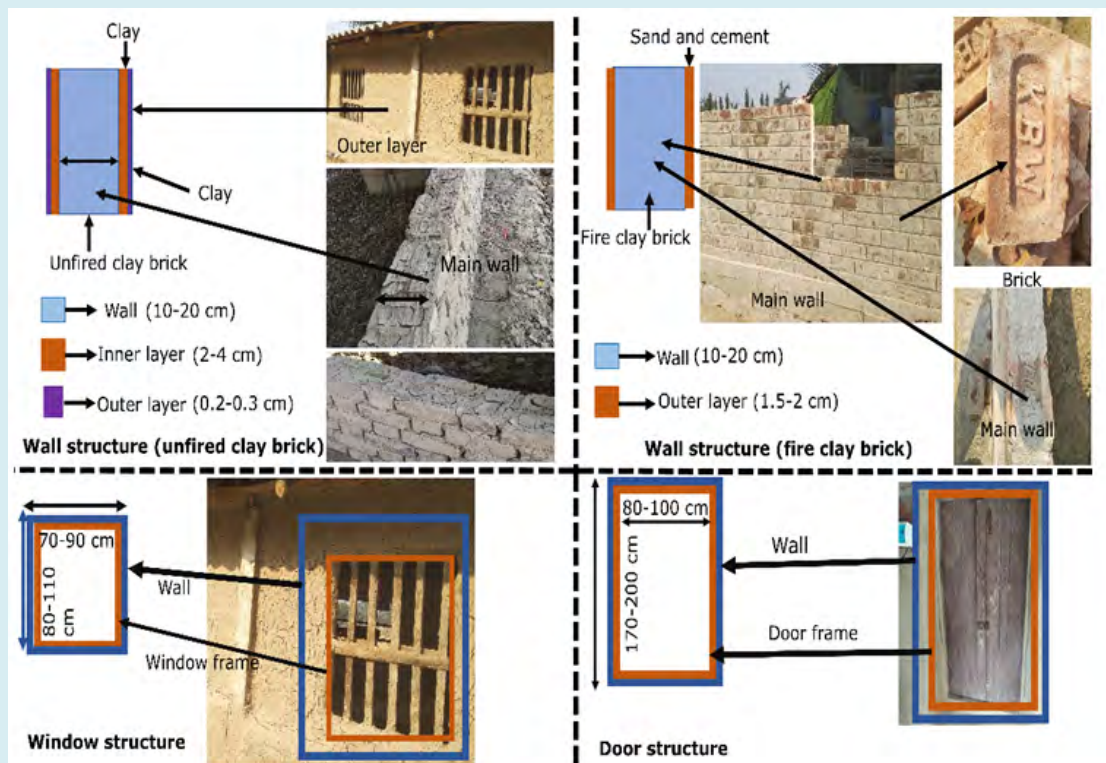 Clay
Outer layer
Clay
Unfired clay brick
Main wall
Wall (10-20 cm)
Inner layer (2-4 cm)
Outer layer (0.2-0.3 cm)
Wall structure (unfired clay brick)
Sand and cement
Fire clay brick
Main wall
KBW
Brick
Wall (10-20 cm)
Outer layer (1.5-2 cm)
Main wall
Wall structure (fire clay brick)
70-90 cm
80-110
cm
Wall
Window frame
Window structure
80-100 cm
170-200 cm
Wall
Door frame
Door structure